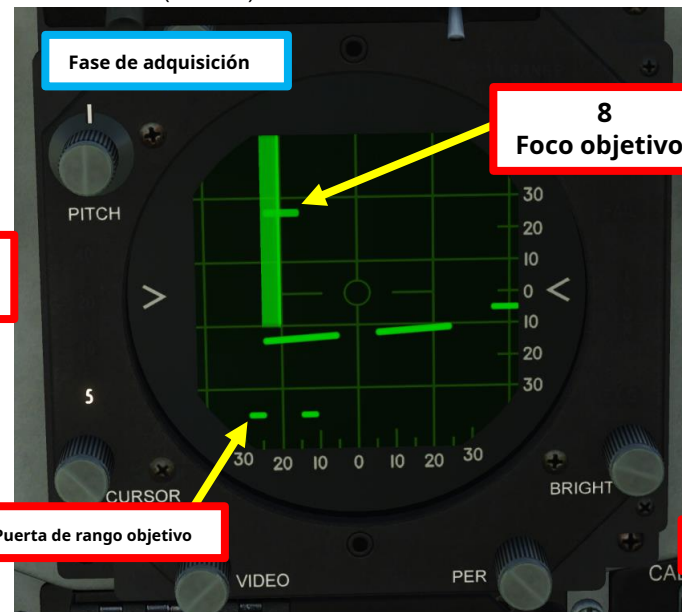 Fase de adquisición
8
Foco objetivo
PITCH
30
20
10
0
10
20
30
> <
5
30 20 10 0 10 20 30
CURSOR
BRIGHT
Puerta de rango objetivo
VIDEO
PER